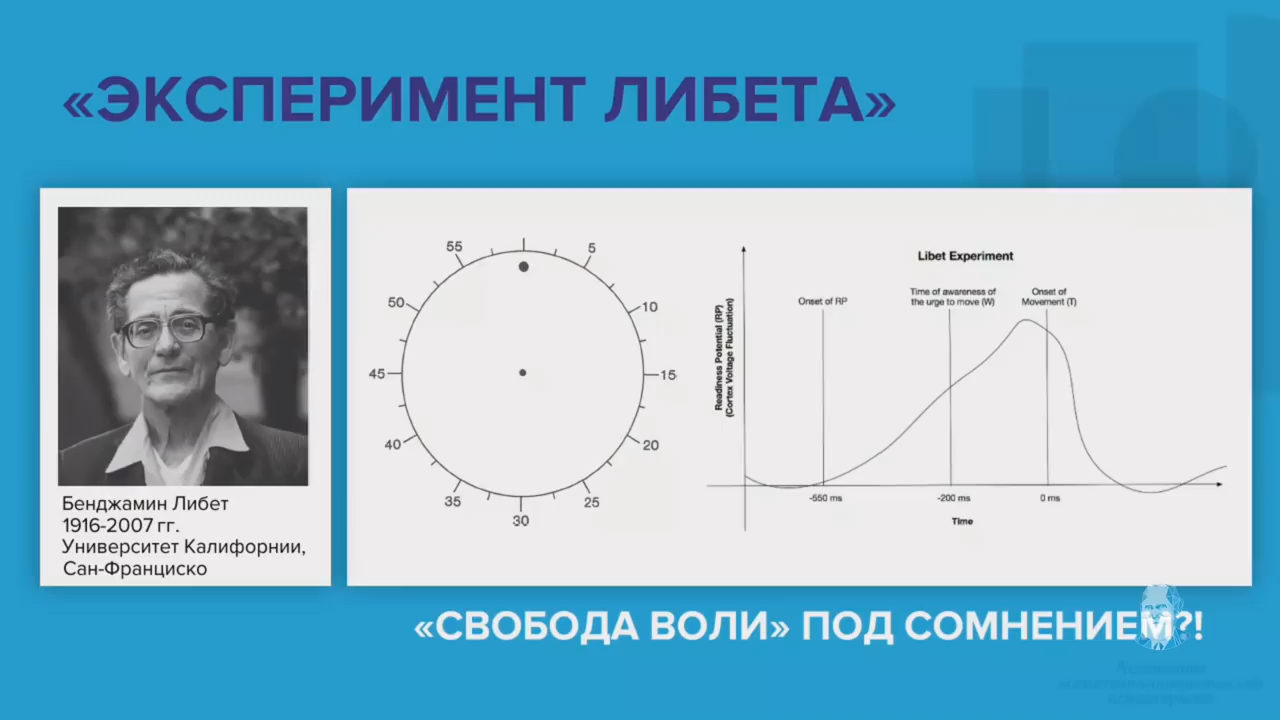 «ЭКСПЕРИМЕНТ ЛИБЕТА»
Бенджамин Либет
1916-2007 гг.
Университет Калифорнии,
Сан-Франциско
55
5
50
10
45
15
40
20
35
25
30
Libet Experiment
Readiness Potential (RP)
(Cortex Voltage Fluctuation)
Onset of RP
Time of awareness of
the urge to move (W)
Onset of
Movement (T)
-550 ms
-200 ms
0 ms
Time
«СВОБОДА ВОЛИ» ПОД СОМНЕНИЕМ?!